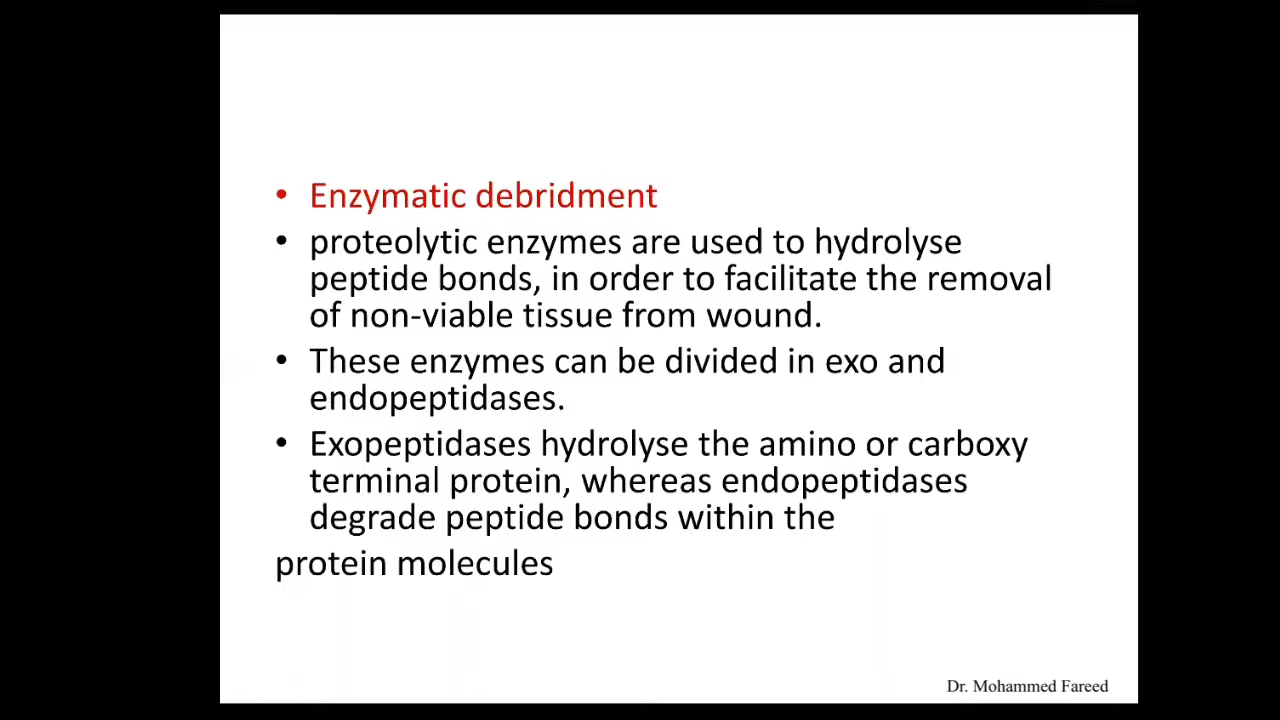 • Enzymatic debridment
• proteolytic enzymes are used to hydrolyse
peptide bonds, in order to facilitate the removal
of non-viable tissue from wound.
• These enzymes can be divided in exo and
endopeptidases.
• Exopeptidases hydrolyse the amino or carboxy
terminal protein, whereas endopeptidases
degrade peptide bonds within the
protein molecules
Dr. Mohammed Fareed